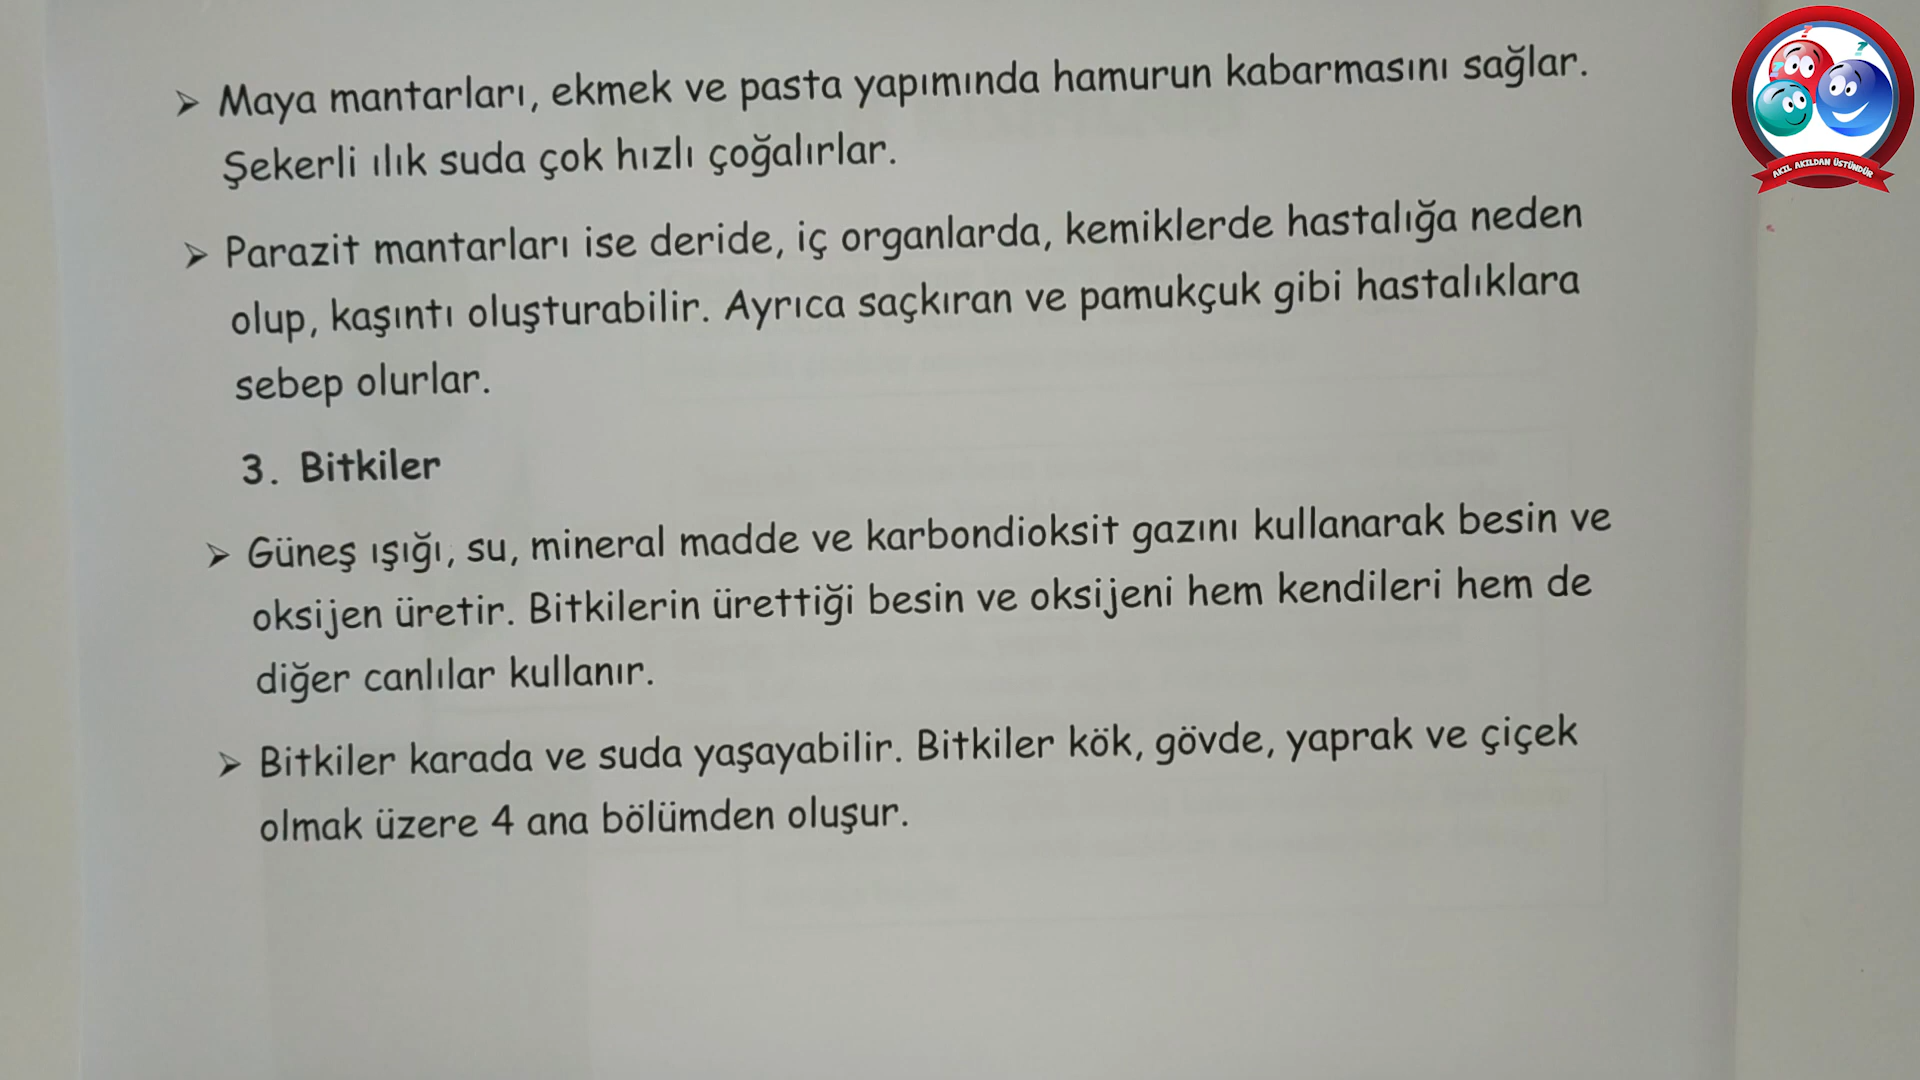 ➢ Maya mantarları, ekmek ve pasta yapımında hamurun kabarmasını sağlar.
Şekerli ılık suda çok hızlı çoğalırlar.
➢ Parazit mantarları ise deride, iç organlarda, kemiklerde hastalığa neden
olup, kaşıntı oluşturabilir. Ayrıca saçkıran ve pamukçuk gibi hastalıklara
sebep olurlar.
3. Bitkiler
➢ Güneş ışığı, su, mineral madde ve karbondioksit gazını kullanarak besin ve
oksijen üretir. Bitkilerin ürettiği besin ve oksijeni hem kendileri hem de
diğer canlılar kullanır.
➢ Bitkiler karada ve suda yaşayabilir. Bitkiler kök, gövde, yaprak ve çiçek
olmak üzere 4 ana bölümden oluşur.
? ? ?
AKIL AKILDAN ÜSTÜNDÜR